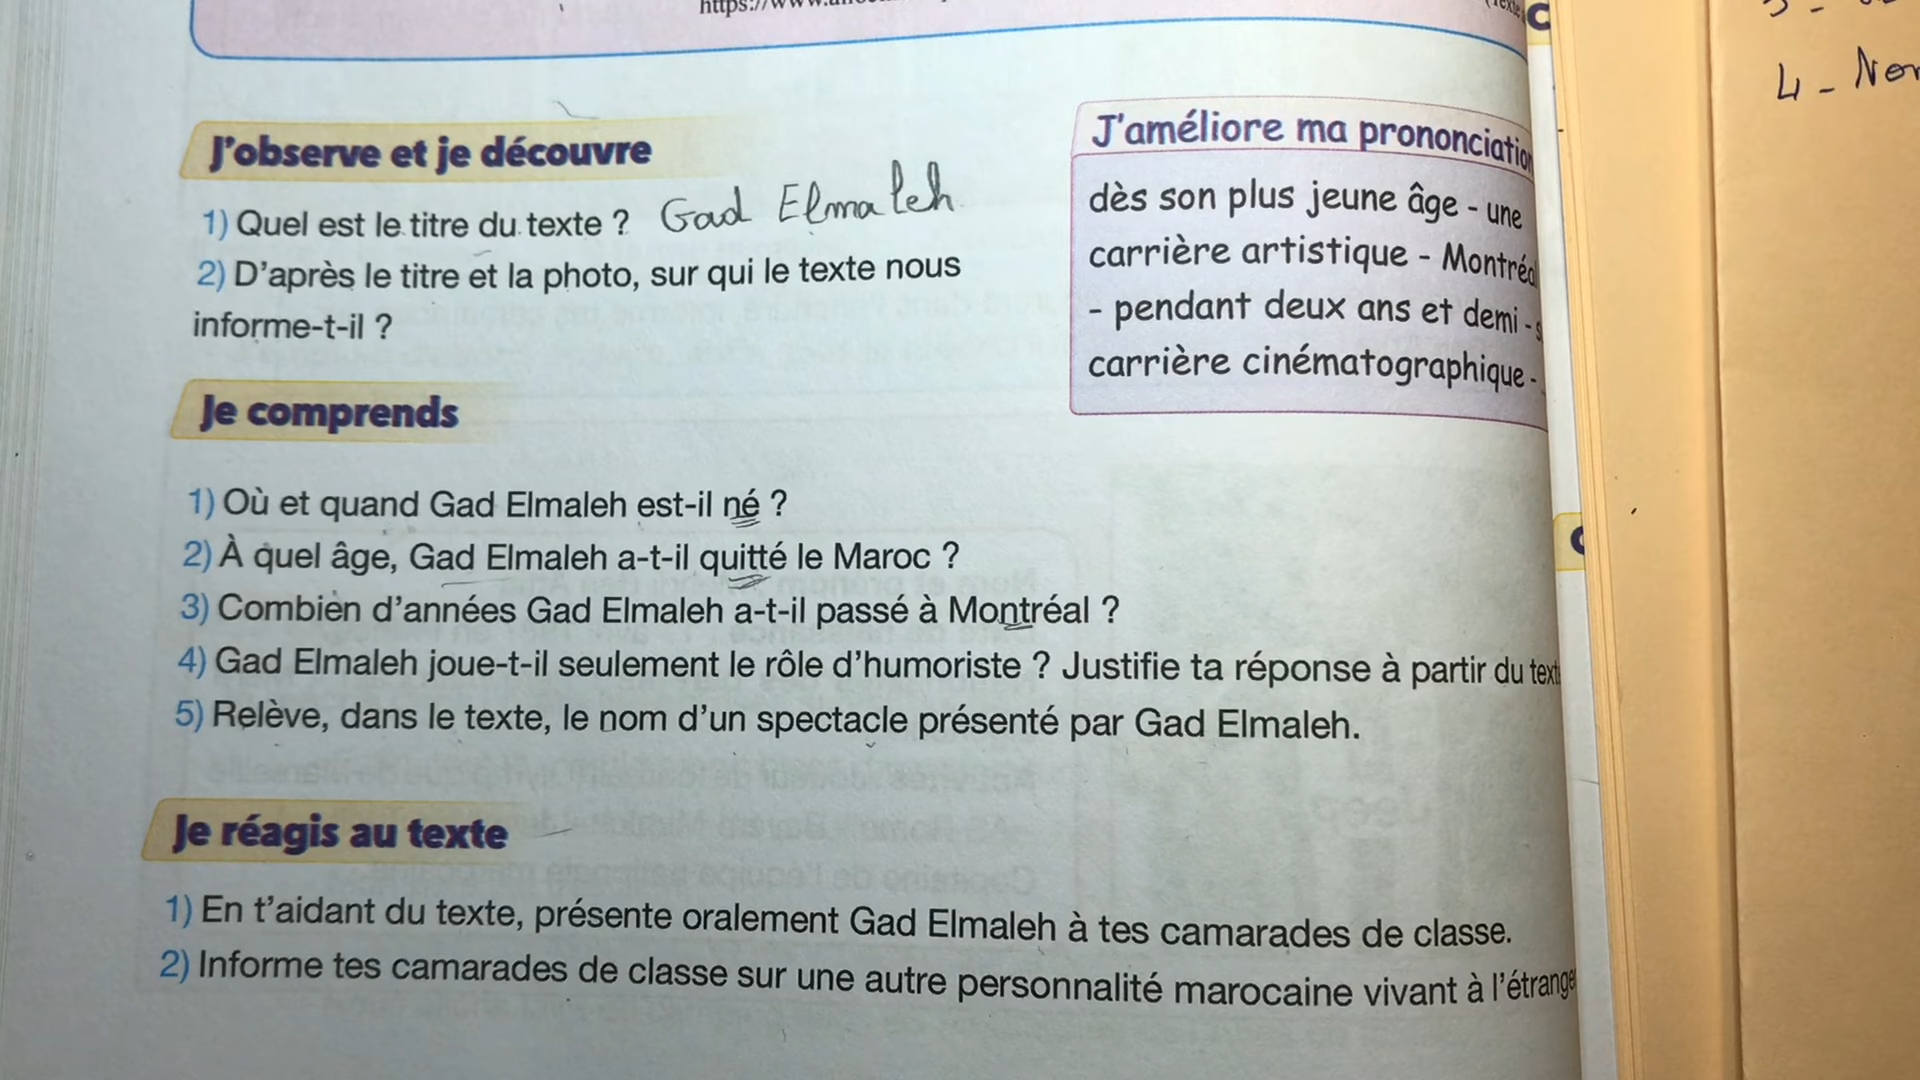 J'observe et je découvre
1) Quel est le titre du texte ? Gad Elmaleh
2) D'après le titre et la photo, sur qui le texte nous
informe-t-il ?
J'améliore ma prononciation
dès son plus jeune âge - une
carrière artistique - Montréal
- pendant deux ans et demi -
carrière cinématographique -
Je comprends
1) Où et quand Gad Elmaleh est-il né ?
2) À quel âge, Gad Elmaleh a-t-il quitté le Maroc ?
3) Combien d'années Gad Elmaleh a-t-il passé à Montréal ?
4) Gad Elmaleh joue-t-il seulement le rôle d'humoriste ? Justifie ta réponse à partir du text
5) Relève, dans le texte, le nom d'un spectacle présenté par Gad Elmaleh.
Je réagis au texte
1) En t'aidant du texte, présente oralement Gad Elmaleh à tes camarades de classe.
2) Informe tes camarades de classe sur une autre personnalité marocaine vivant à l'étrange
4 - Non